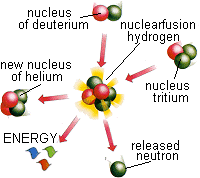 nucleus
of deuterium
nuclearfusion
hydrogen
new nucleus
of helium
nucleus
tritium
ENERGY
released
neutron